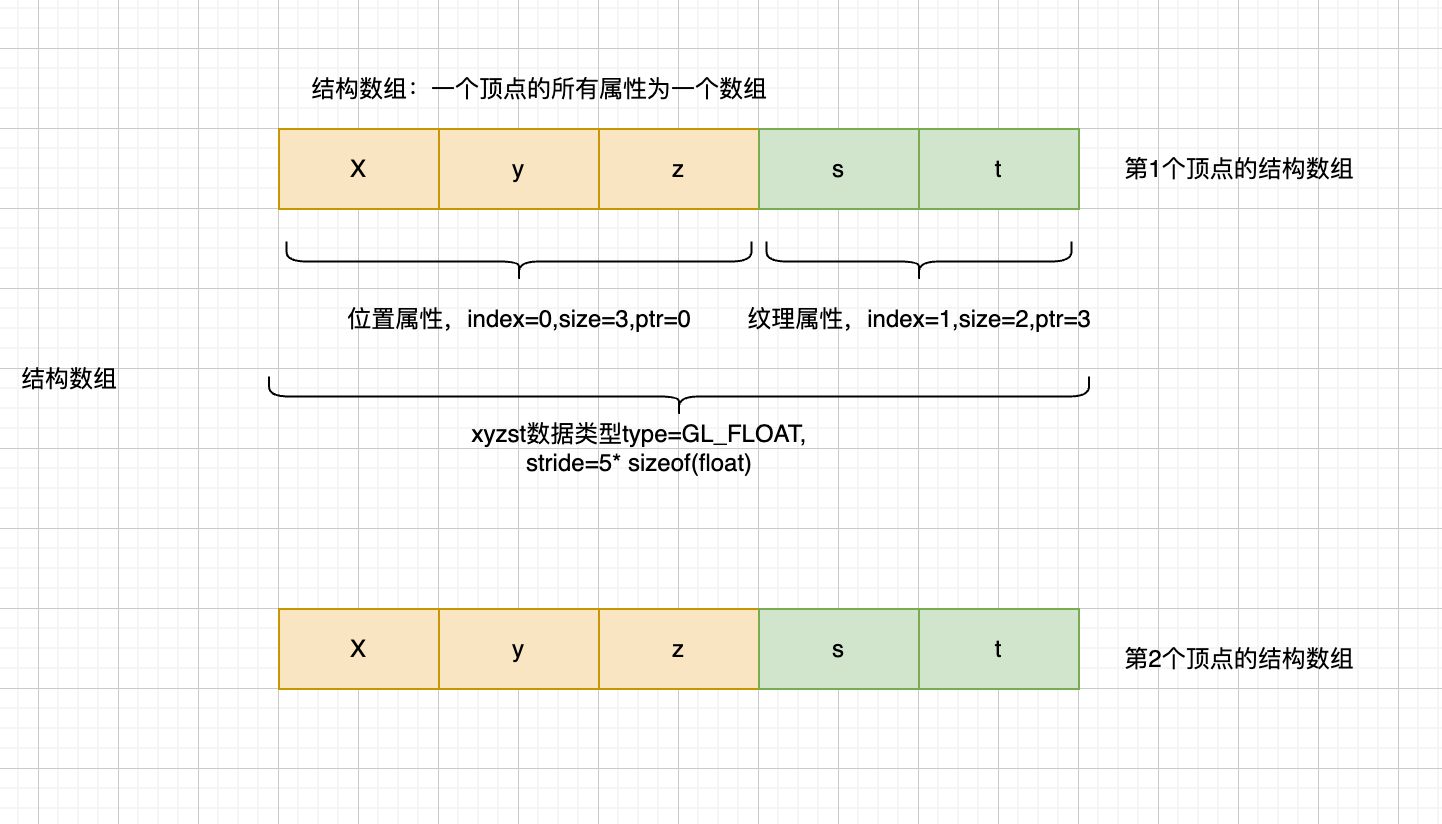 结构数组：一个顶点的所有属性为一个数组
X y z s t 第1个顶点的结构数组
位置属性，index=0,size=3,ptr=0 纹理属性，index=1,size=2,ptr=3
结构数组
xyzst数据类型type=GL_FLOAT,
stride=5* sizeof(float)
X y z s t 第2个顶点的结构数组